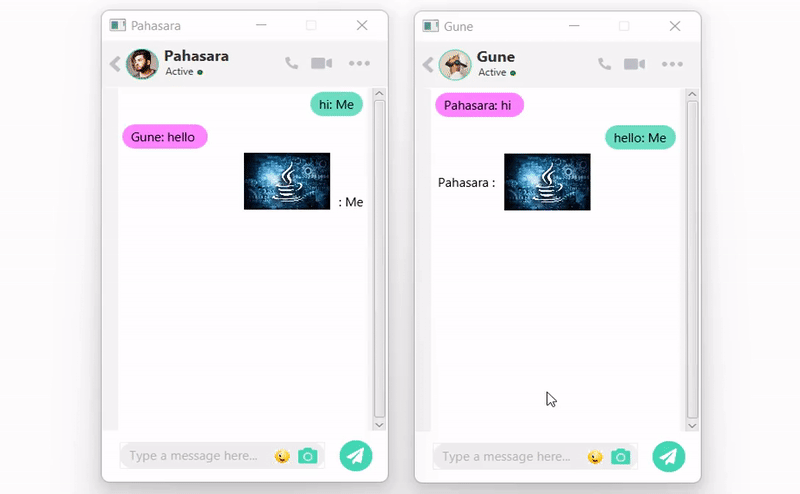 Pahasara
Pahasara
Active
hi: Me
Gune: hello
: Me
Type a message here...
Gune
Gune
Active
Pahasara: hi
hello: Me
Pahasara :
Type a message here...